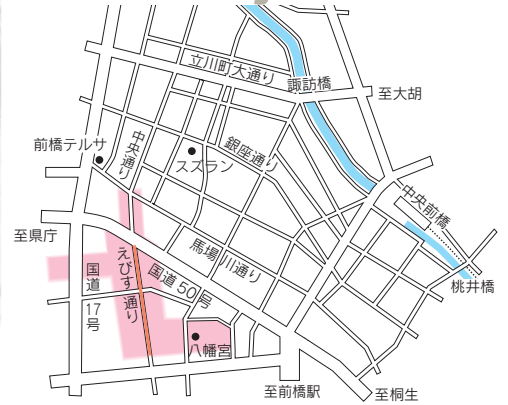 立川町大通り
諏訪橋
至大胡
前橋テルサ
中央通り
スズラン
銀座通り
中央前橋
至県庁
えびす通り
馬場川通り
国道50号
国道17号
桃井橋
八幡宮
至前橋駅
至桐生